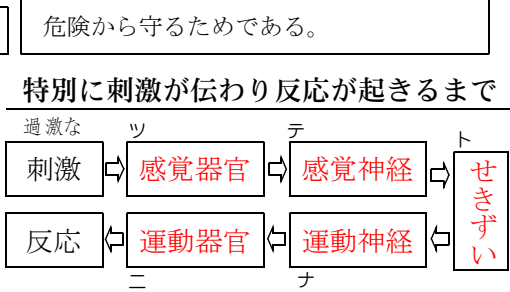 危険から守るためである。
特別に刺激が伝わり反応が起きるまで
過激な
ツ
テ
ト
刺激
感覚器官
感覚神経
せきずい
反応
運動器官
運動神経
ニ
ナ